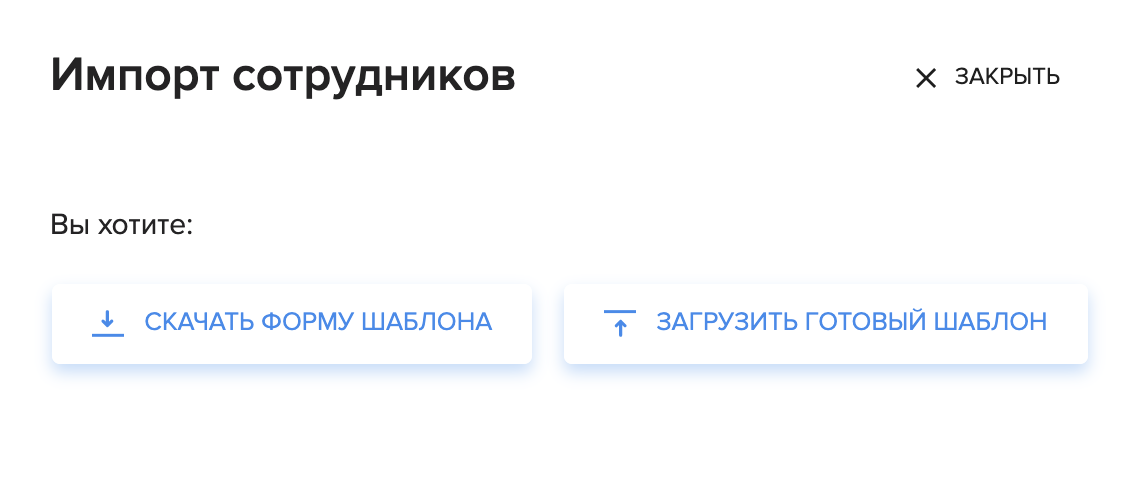 Импорт сотрудников
ЗАКРЫТЬ
Вы хотите:
СКАЧАТЬ ФОРМУ ШАБЛОНА
ЗАГРУЗИТЬ ГОТОВЫЙ ШАБЛОН